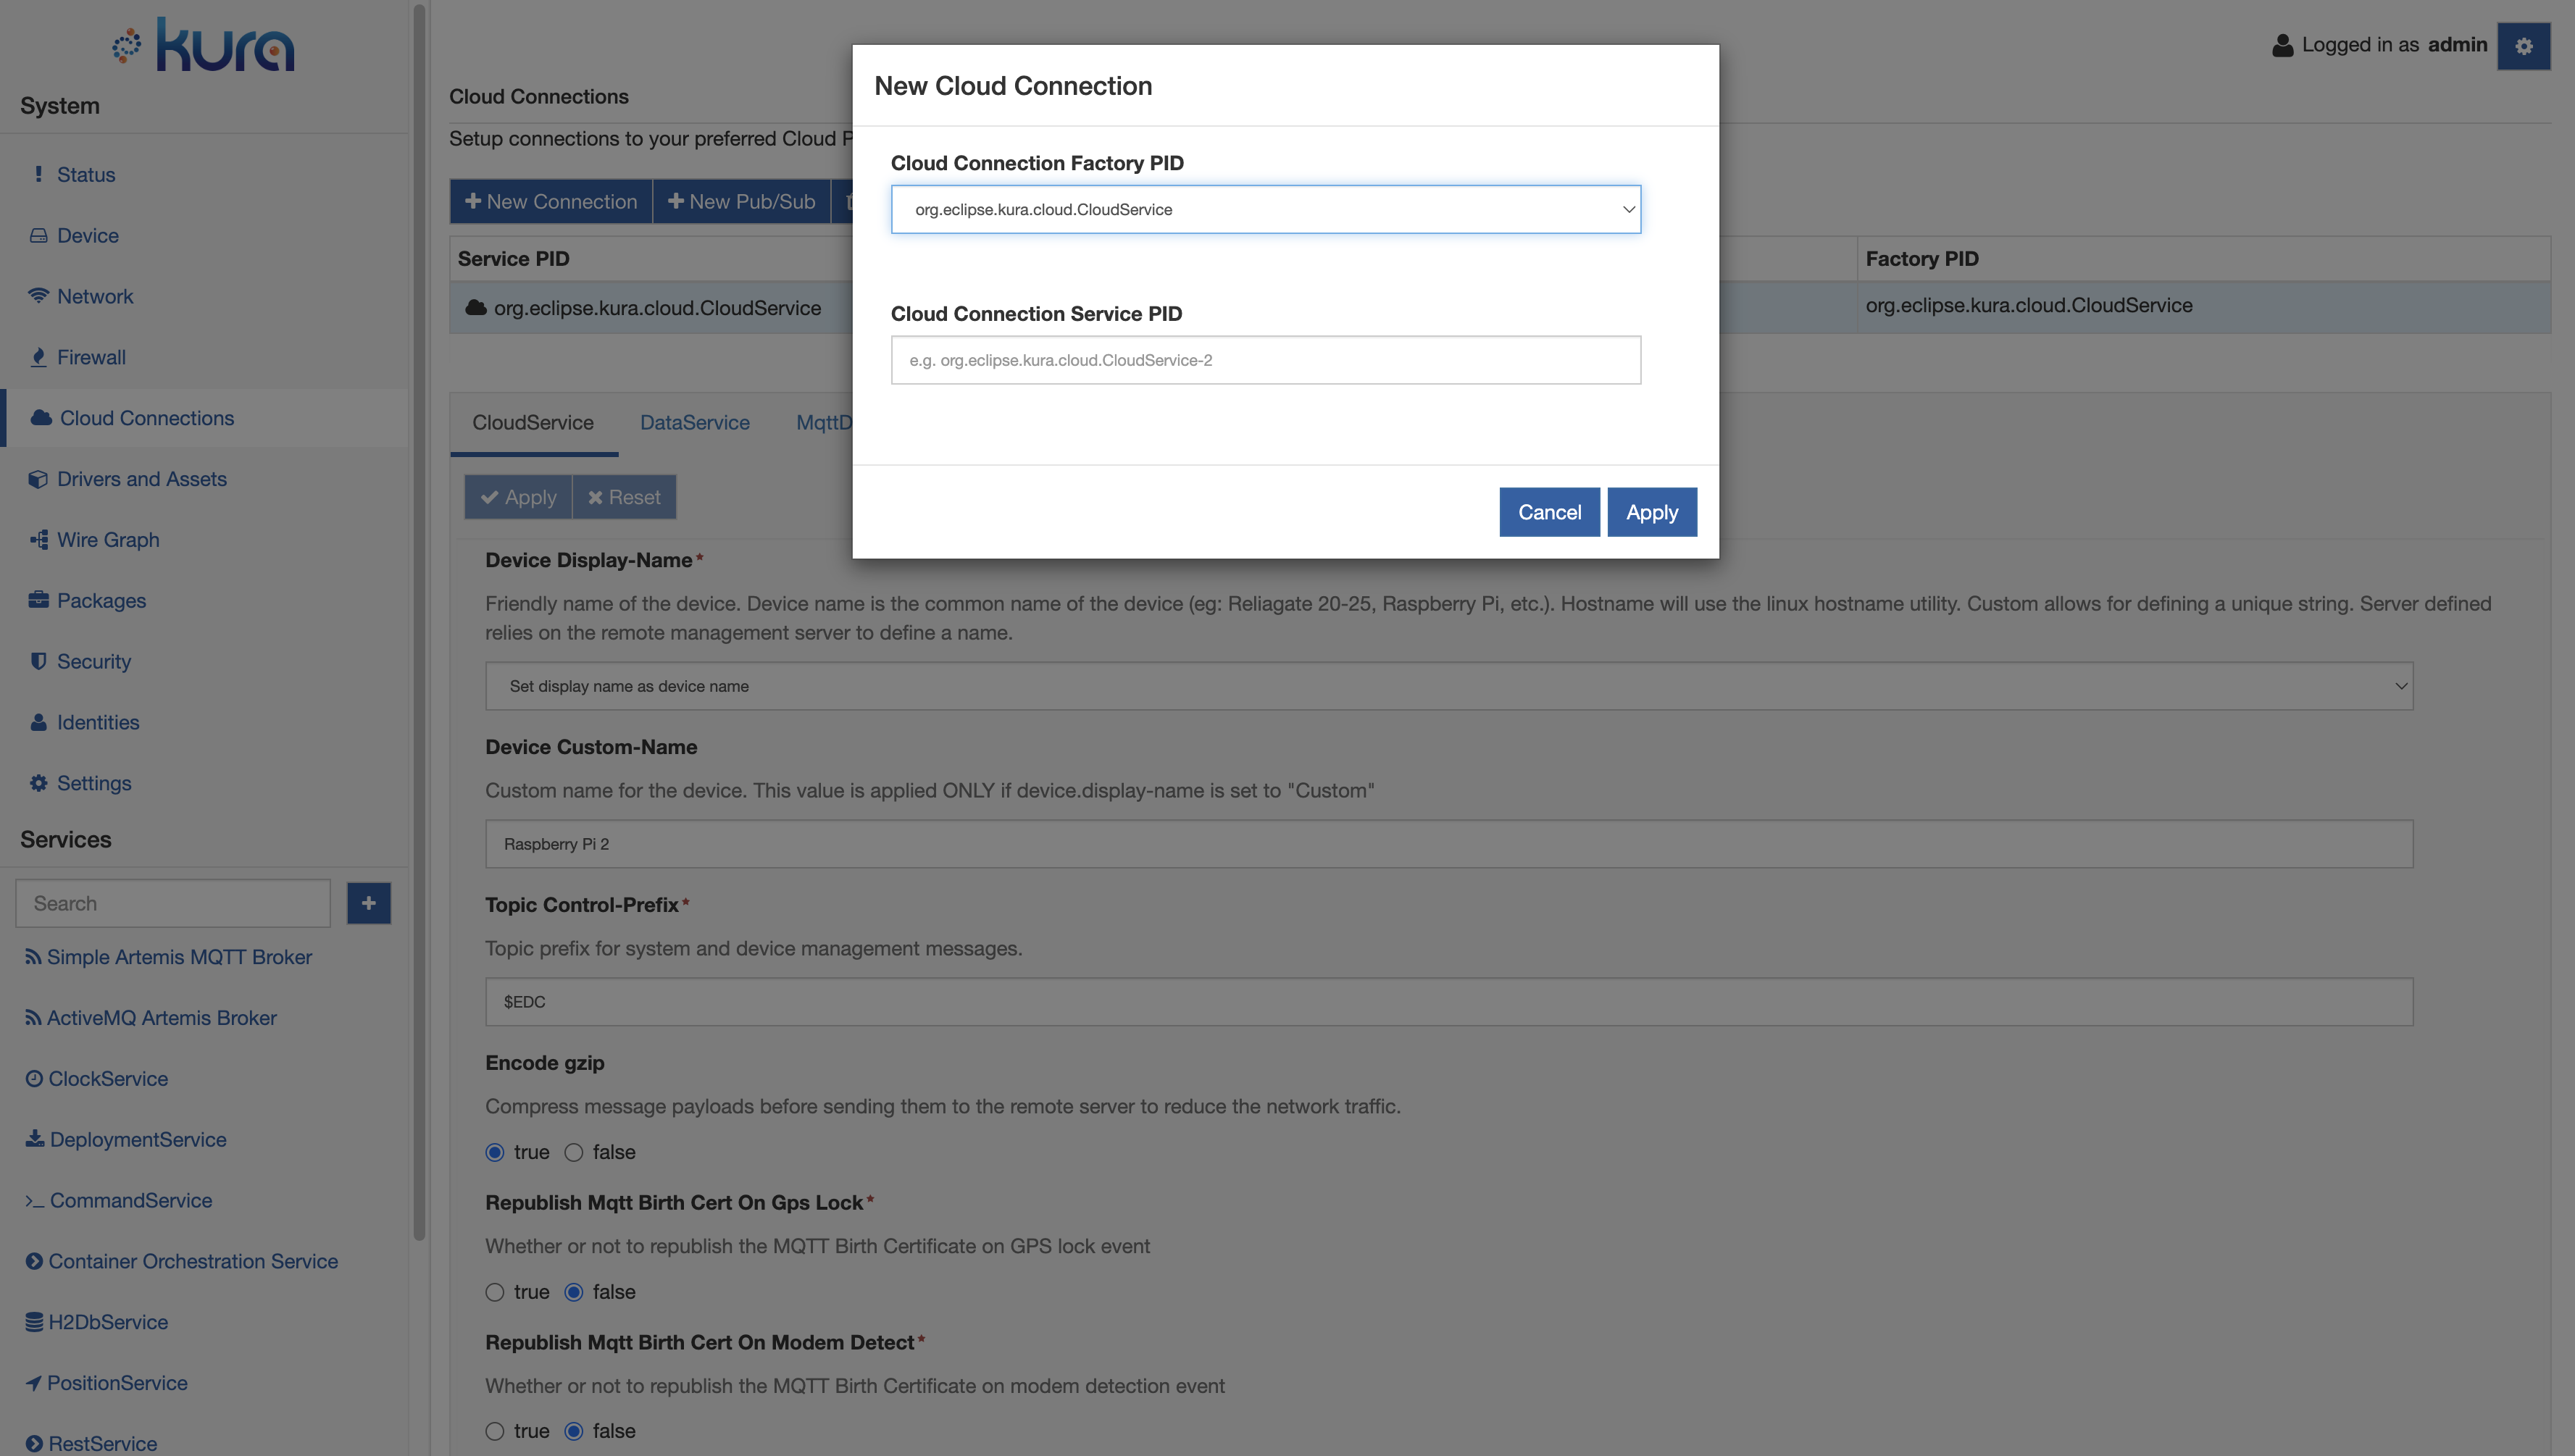 kura
System
Status
Device
Network
Firewall
Cloud Connections
Drivers and Assets
Wire Graph
Packages
Security
Identities
Settings
Services
Search
Simple Artemis MQTT Broker
ActiveMQ Artemis Broker
ClockService
DeploymentService
CommandService
Container Orchestration Service
H2DbService
PositionService
RestService
Logged in as admin
Cloud Connections
Setup connections to your preferred Cloud P
New Connection
New Pub/Sub
Service PID
Factory PID
org.eclipse.kura.cloud.CloudService
org.eclipse.kura.cloud.CloudService
New Cloud Connection
Cloud Connection Factory PID
org.eclipse.kura.cloud.CloudService
Cloud Connection Service PID
e.g. org.eclipse.kura.cloud.CloudService-2
Cancel
Apply
CloudService
DataService
MqttD
Apply
Reset
Device Display-Name*
Friendly name of the device. Device name is the common name of the device (eg: Reliagate 20-25, Raspberry Pi, etc.). Hostname will use the linux hostname utility. Custom allows for defining a unique string. Server defined
relies on the remote management server to define a name.
Set display name as device name
Device Custom-Name
Custom name for the device. This value is applied ONLY if device.display-name is set to "Custom"
Raspberry Pi 2
Topic Control-Prefix*
Topic prefix for system and device management messages.
$EDC
Encode gzip
Compress message payloads before sending them to the remote server to reduce the network traffic.
true false
Republish Mqtt Birth Cert On Gps Lock*
Whether or not to republish the MQTT Birth Certificate on GPS lock event
true false
Republish Mqtt Birth Cert On Modem Detect*
Whether or not to republish the MQTT Birth Certificate on modem detection event
true false